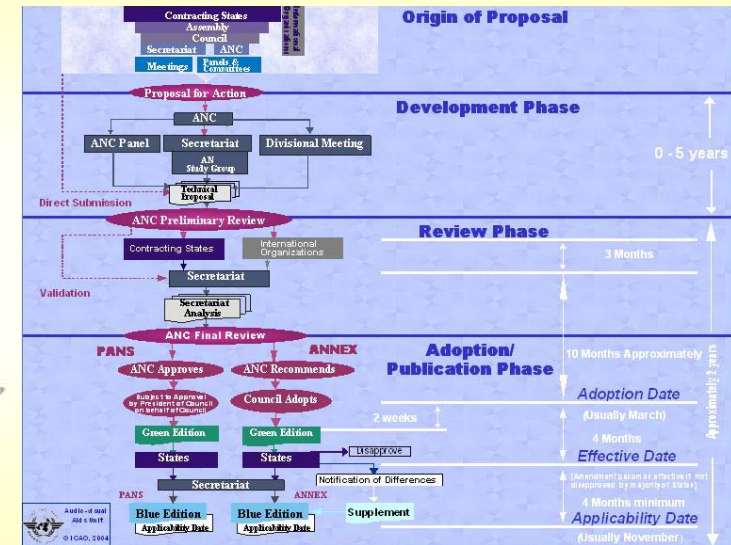 Contracting States
Assembly
Council
Secretariat
ANC
Meetings
Panels &
Committees
International
Organizations
Origin of Proposal
Proposal for Action
Development Phase
ANC
ANC Panel
Secretariat
Divisional Meeting
AN
Study Group
Technical
Proposal
0 - 5 years
Direct Submission
ANC Preliminary Review
Review Phase
Contracting States
International
Organizations
3 Months
Secretariat
Validation
Secretariat
Analysis
ANC Final Review
PANS
ANNEX
Adoption/
Publication Phase
10 Months Approximately
Approximately 2 years
ANC Approves
ANC Recommends
Subject to Approval
by President of Council
on behalf of Council
Council Adopts
Adoption Date
(Usually March)
2 weeks
Green Edition
Green Edition
4 Months
States
States
Disapprove
Effective Date
Notification of Differences
(Amendment becomes effective if not
disapproved by majority of States)
Secretariat
PANS
ANNEX
4 Months minimum
Blue Edition
Blue Edition
Supplement
Applicability Date
Applicability Date
Applicability Date
(Usually November)
Audio-visual
Aids Unit
© ICAO, 2004